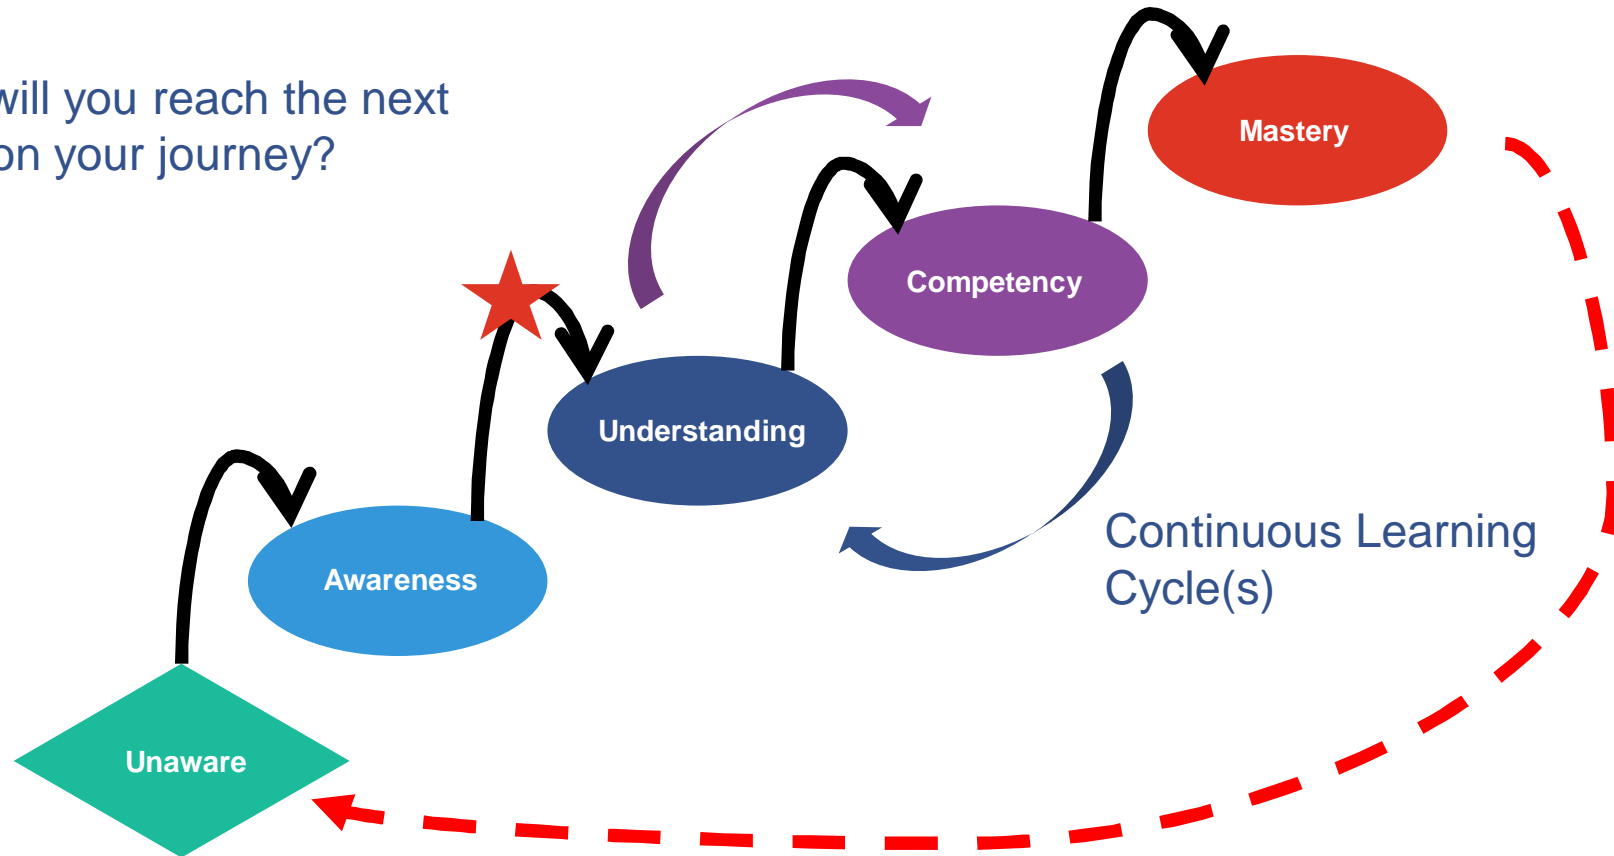 will you reach the next
on your journey?
Mastery
Competency
Understanding
Continuous Learning
Cycle(s)
Awareness
Unaware